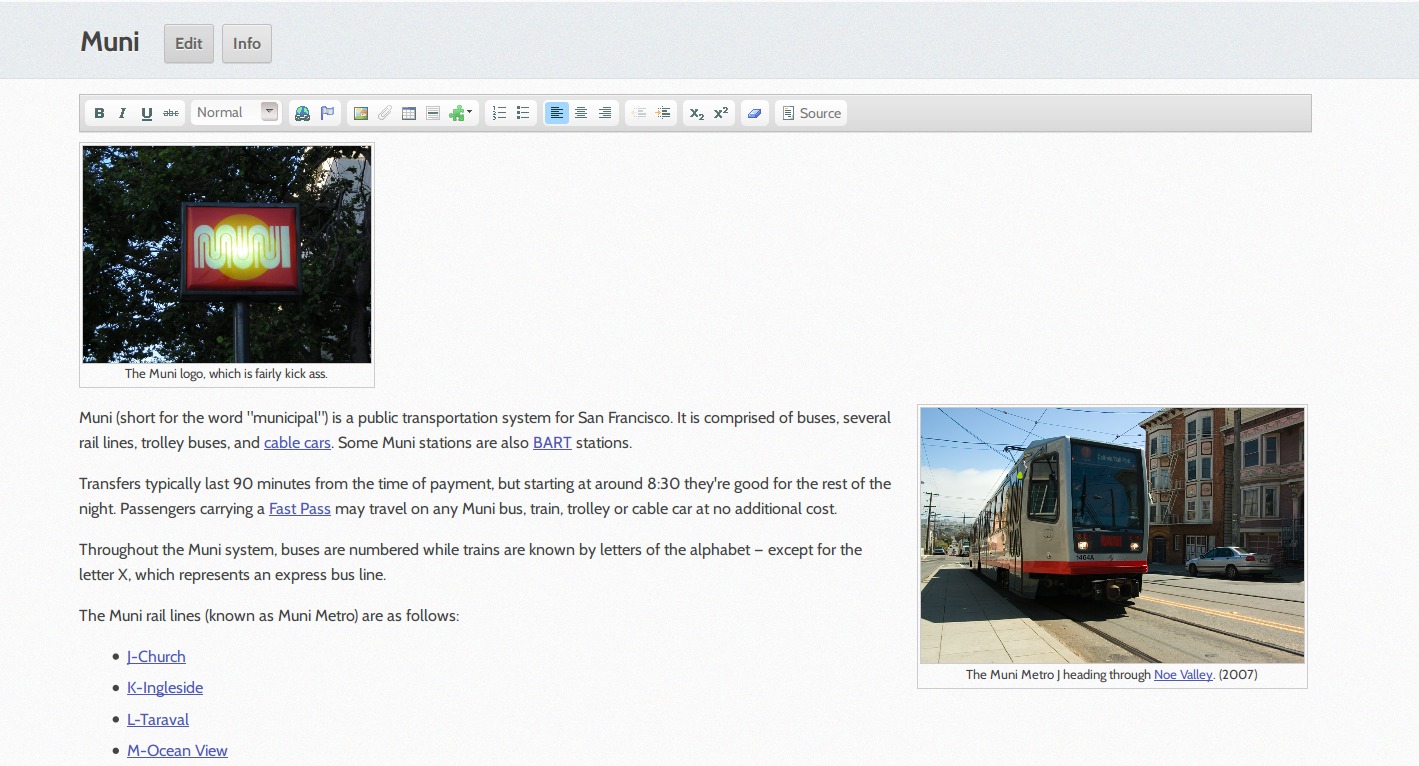 Muni
Edit
Info
B I U abc Normal x₂ x² Source
muni
The Muni logo, which is fairly kick ass.
Muni (short for the word "municipal") is a public transportation system for San Francisco. It is comprised of buses, several
rail lines, trolley buses, and cable cars. Some Muni stations are also BART stations.
Transfers typically last 90 minutes from the time of payment, but starting at around 8:30 they're good for the rest of the
night. Passengers carrying a Fast Pass may travel on any Muni bus, train, trolley or cable car at no additional cost.
Throughout the Muni system, buses are numbered while trains are known by letters of the alphabet – except for the
letter X, which represents an express bus line.
The Muni rail lines (known as Muni Metro) are as follows:
• J-Church
• K-Ingleside
• L-Taraval
• M-Ocean View
1464A
The Muni Metro J heading through Noe Valley. (2007)